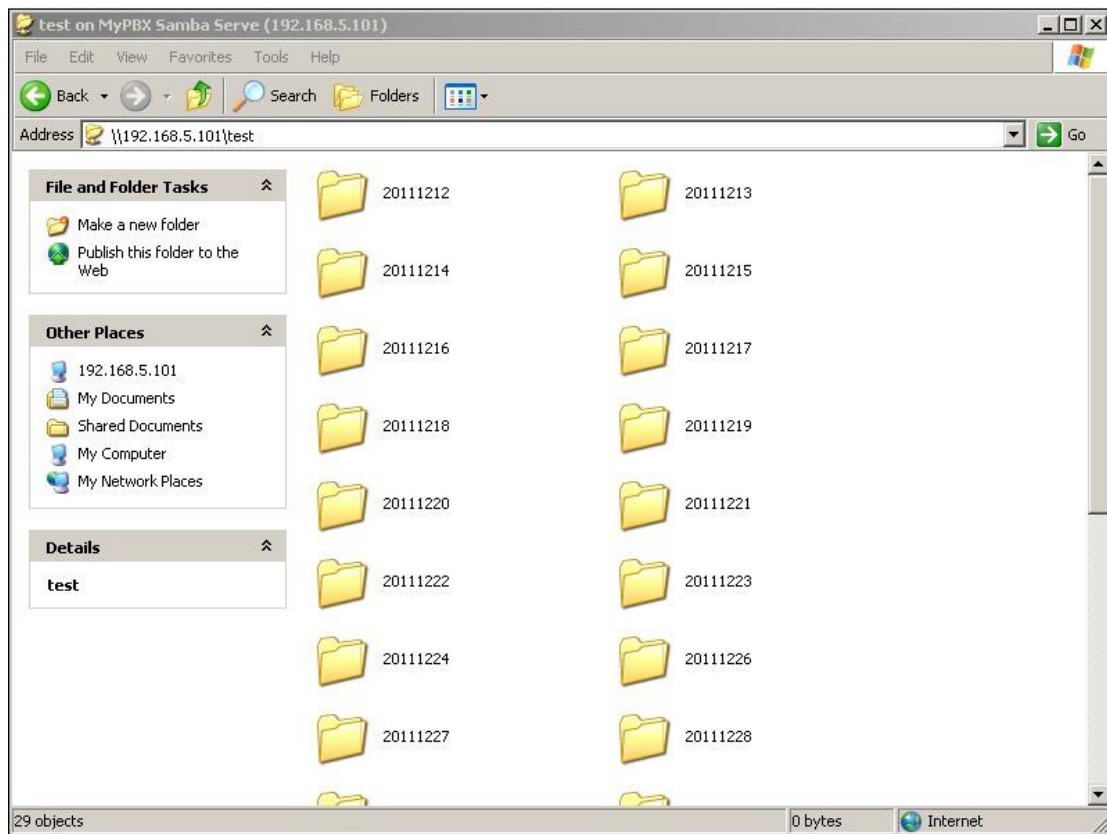 test on MyPBX Samba Serve (192.168.5.101)
File Edit View Favorites Tools Help
Back Search Folders
Address \\192.168.5.101\test Go
File and Folder Tasks
Make a new folder
Publish this folder to the
Web
Other Places
192.168.5.101
My Documents
Shared Documents
My Computer
My Network Places
Details
test
20111212 20111213
20111214 20111215
20111216 20111217
20111218 20111219
20111220 20111221
20111222 20111223
20111224 20111226
20111227 20111228
29 objects 0 bytes Internet